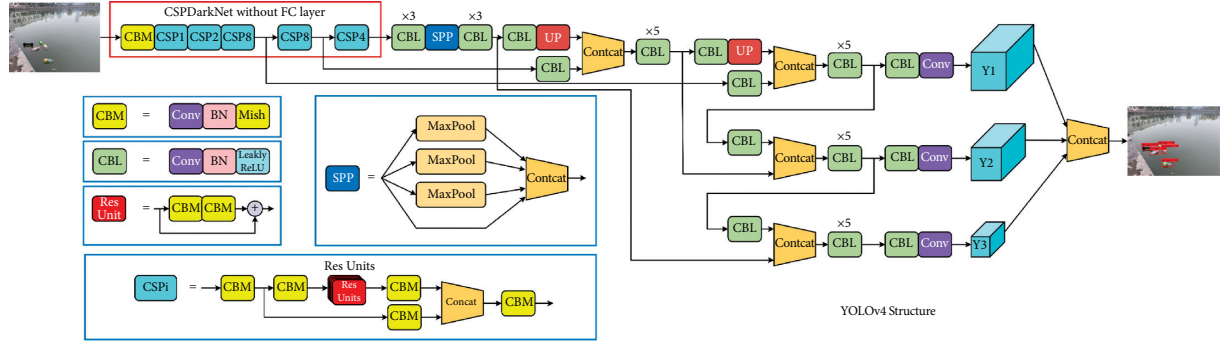 CSPDarkNet without FC layer
CBM CSP1 CSP2 CSP8 CSP8 CSP4
×3 ×3
CBL SPP CBL CBL UP
CBL
Contcat
×5
CBL
CBL UP
CBL
Contcat
×5
CBL
CBL Conv
Y1
CBL
Contcat
×5
CBL
CBL Conv
Y2
CBL
Contcat
×5
CBL
CBL Conv
Y3
Contcat
CBM = Conv BN Mish
CBL = Conv BN Leakly
ReLU
Res
Unit
= CBM CBM +
SPP =
MaxPool
MaxPool
MaxPool
Contcat
Res Units
CSPi = CBM CBM Res
Units
CBM
CBM
Concat
CBM
YOLOv4 Structure